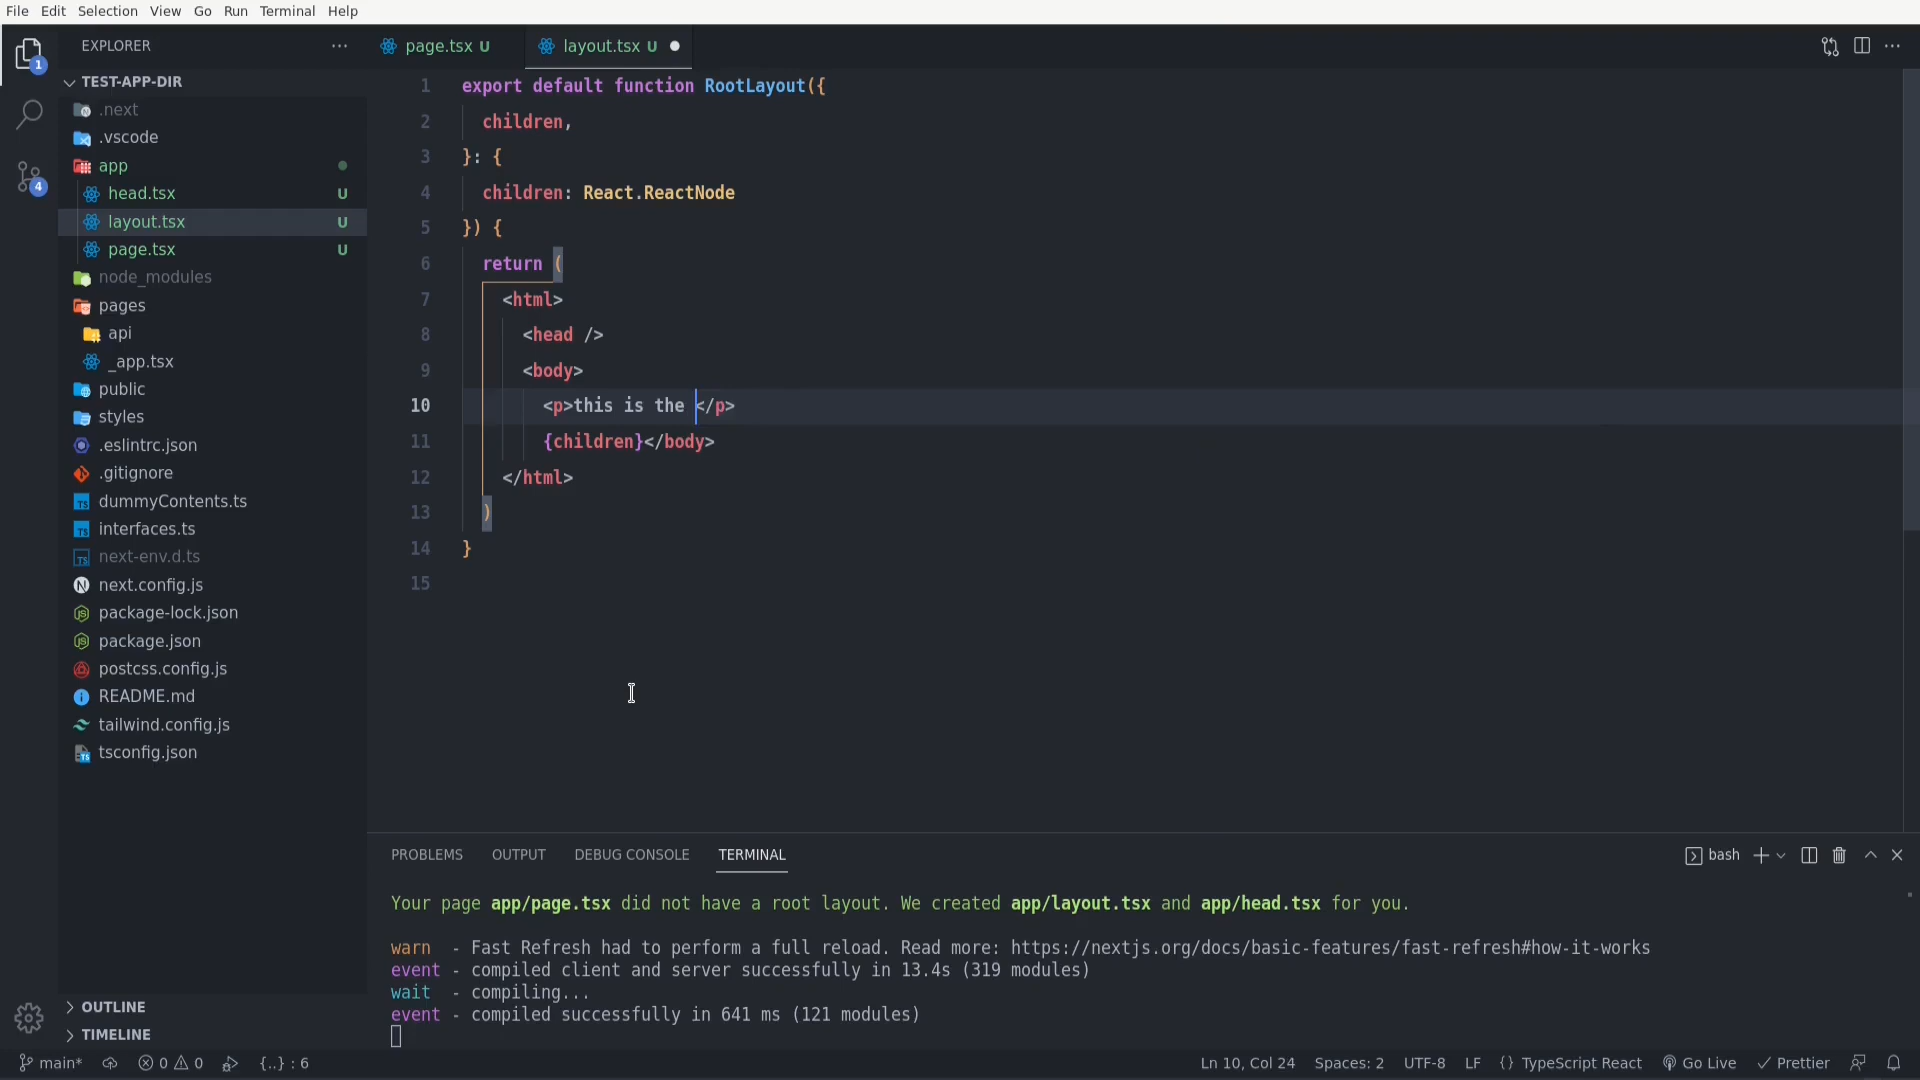 File Edit Selection View Go Run Terminal Help
EXPLORER
page.tsx U
layout.tsx U
1
TEST-APP-DIR
.next
.vscode
app
head.tsx U
layout.tsx U
page.tsx U
node_modules
pages
api
_app.tsx
public
styles
.eslintrc.json
.gitignore
dummyContents.ts
interfaces.ts
next-env.d.ts
next.config.js
package-lock.json
package.json
postcss.config.js
README.md
tailwind.config.js
tsconfig.json
OUTLINE
TIMELINE
4
1 export default function RootLayout({
2 children,
3 }: {
4 children: React.ReactNode
5 }) {
6 return (
7 <html>
8 <head />
9 <body>
10 <p>this is the </p>
11 {children}</body>
12 </html>
13 )
14 }
15
PROBLEMS OUTPUT DEBUG CONSOLE TERMINAL
bash
Your page app/page.tsx did not have a root layout. We created app/layout.tsx and app/head.tsx for you.
warn - Fast Refresh had to perform a full reload. Read more: https://nextjs.org/docs/basic-features/fast-refresh#how-it-works
event - compiled client and server successfully in 13.4s (319 modules)
wait - compiling...
event - compiled successfully in 641 ms (121 modules)
main* 0 0 {..} : 6 Ln 10, Col 24 Spaces: 2 UTF-8 LF {} TypeScript React Go Live Prettier